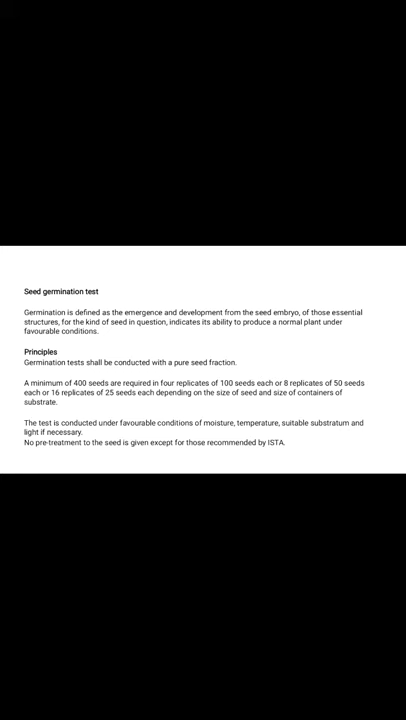 Seed germination test
Germination is defined as the emergence and development from the seed embryo, of those essential
structures, for the kind of seed in question, indicates its ability to produce a normal plant under
favourable conditions.
Principles
Germination tests shall be conducted with a pure seed fraction.
A minimum of 400 seeds are required in four replicates of 100 seeds each or 8 replicates of 50 seeds
each or 16 replicates of 25 seeds each depending on the size of seed and size of containers of
substrate.
The test is conducted under favourable conditions of moisture, temperature, suitable substratum and
light if necessary.
No pre-treatment to the seed is given except for those recommended by ISTA.